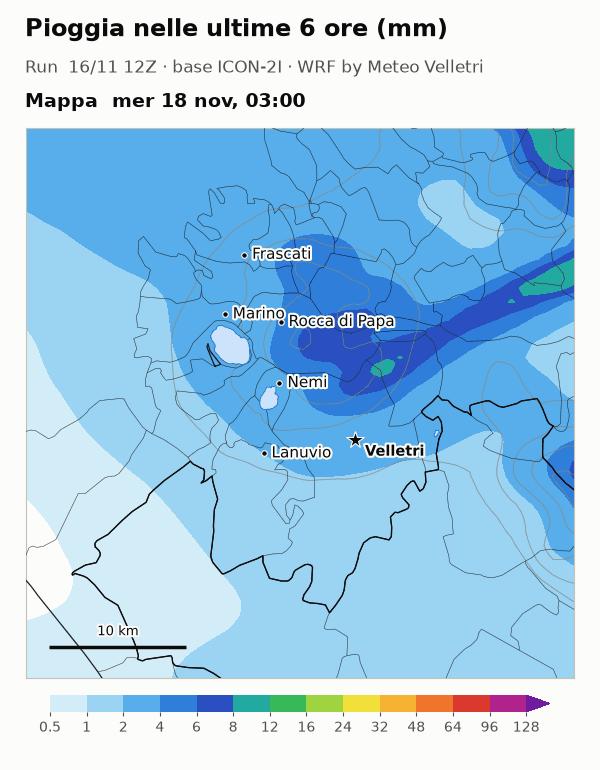 Pioggia nelle ultime 6 ore (mm)
Run  16/11 12Z · base ICON-2I · WRF by Meteo Velletri
Mappa  mer 18 nov, 03:00
Frascati
Marino
Rocca di Papa
Nemi
Velletri
Lanuvio
10 km
0.5 1 2 4 6 8 12 16 24 32 48 64 96 128